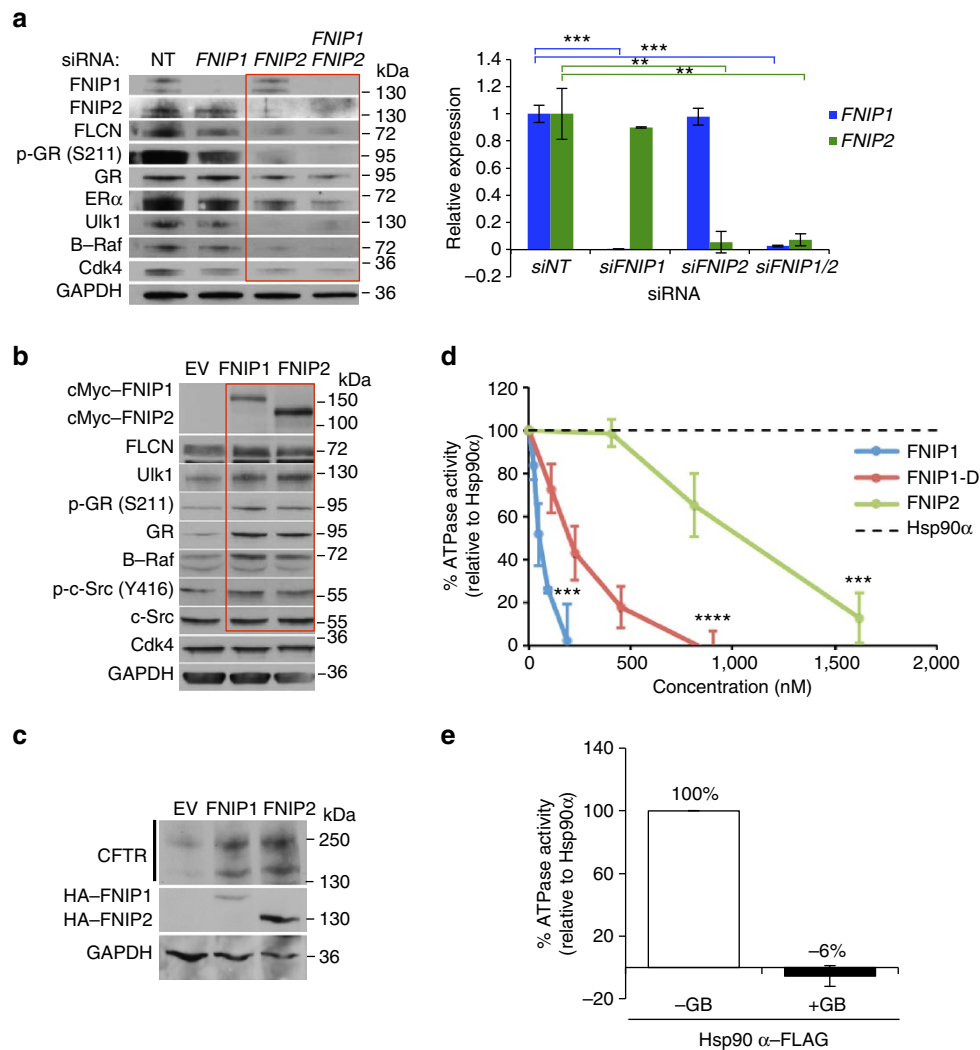 a
siRNA: NT FNIP1 FNIP2 FNIP1 FNIP2
kDa
FNIP1
130
FNIP2
130
FLCN
72
p-GR (S211)
95
GR
95
ERα
72
Ulk1
130
B–Raf
72
Cdk4
36
GAPDH
36
*** ***
**
**
Relative expression
1.4
1.2
1
0.8
0.6
0.4
0.2
0
−0.2
FNIP1
FNIP2
siNT siFNIP1 siFNIP2 siFNIP1/2
siRNA
b
EV FNIP1 FNIP2
kDa
cMyc–FNIP1
150
cMyc–FNIP2
100
FLCN
72
Ulk1
130
p-GR (S211)
95
GR
95
B–Raf
72
p-c-Src (Y416)
55
c-Src
55
Cdk4
36
GAPDH
36
d
% ATPase activity
(relative to Hsp90α)
120
100
80
60
40
20
0
FNIP1
FNIP1-D
FNIP2
Hsp90α
***
****
***
0 500 1,000 1,500 2,000
Concentration (nM)
c
EV FNIP1 FNIP2 kDa
CFTR
250
130
HA–FNIP1
HA–FNIP2
130
GAPDH
36
e
% ATPase activity
(relative to Hsp90α)
140
100
60
20
−20
100%
−6%
−GB +GB
Hsp90 α–FLAG